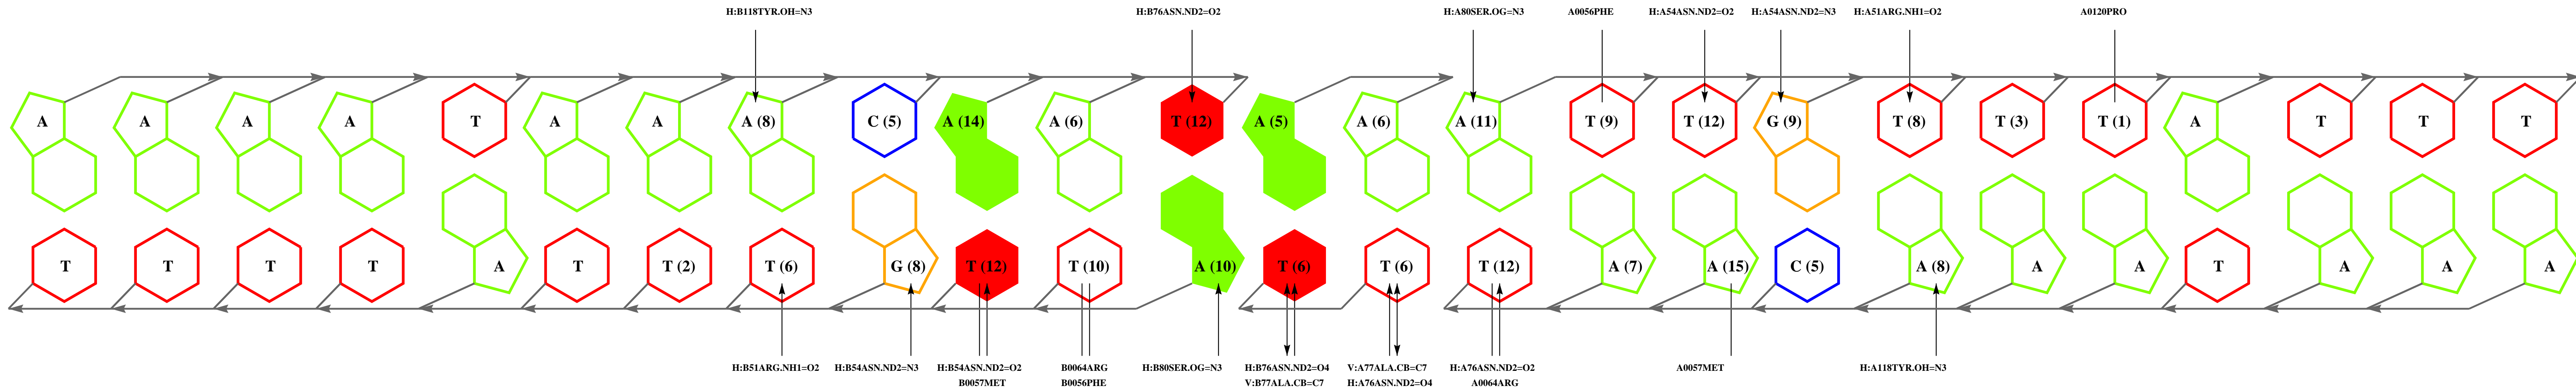 H:B118TYR.OH=N3 H:B76ASN.ND2=O2 H:A80SER.OG=N3 A0056PHE H:A54ASN.ND2=O2 H:A54ASN.ND2=N3 H:A51ARG.NH1=O2 A0120PRO
A A A A T A A A (8) C (5) A (14) A (6) T (12) A (5) A (6) A (11) T (9) T (12) G (9) T (8) T (3) T (1) A T T T
T T T T A T T (2) T (6) G (8) T (12) T (10) A (10) T (6) T (6) T (12) A (7) A (15) C (5) A (8) A A T A A A
H:B51ARG.NH1=O2 H:B54ASN.ND2=N3 H:B54ASN.ND2=O2 B0064ARG H:B80SER.OG=N3 H:B76ASN.ND2=O4 V:A77ALA.CB=C7 H:A76ASN.ND2=O2 A0057MET H:A118TYR.OH=N3
B0057MET B0056PHE V:B77ALA.CB=C7 H:A76ASN.ND2=O4 A0064ARG